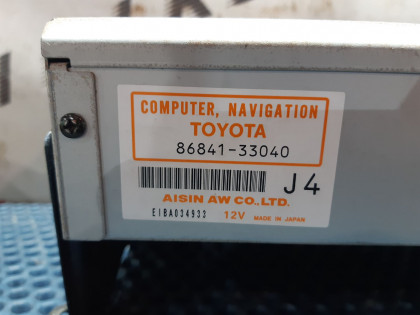 COMPUTER, NAVIGATION
TOYOTA
86841-33040
J4
AISIN AW CO.,LTD.
E1BA034933 12V MADE IN JAPAN